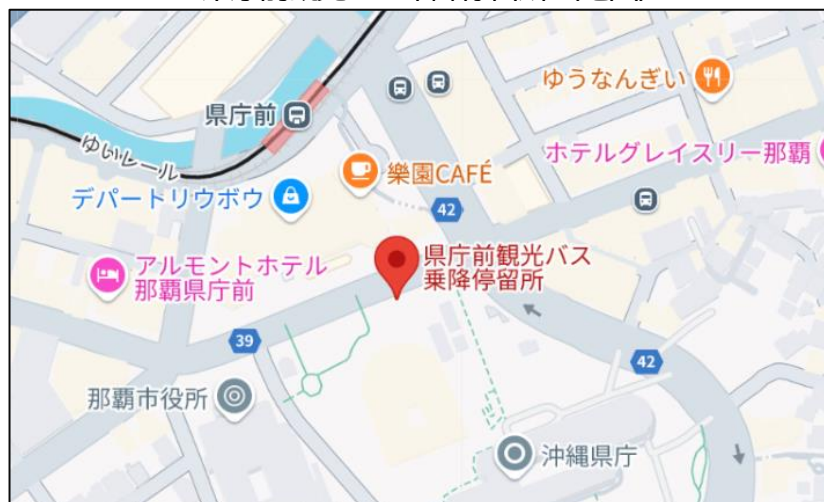 県庁前
ゆうなんぎい
ゆいレール
樂園CAFÉ
ホテルグレイスリー那覇
デパートリウボウ
42
県庁前観光バス
乗降停留所
アルモントホテル
那覇県庁前
39
42
那覇市役所
沖縄県庁